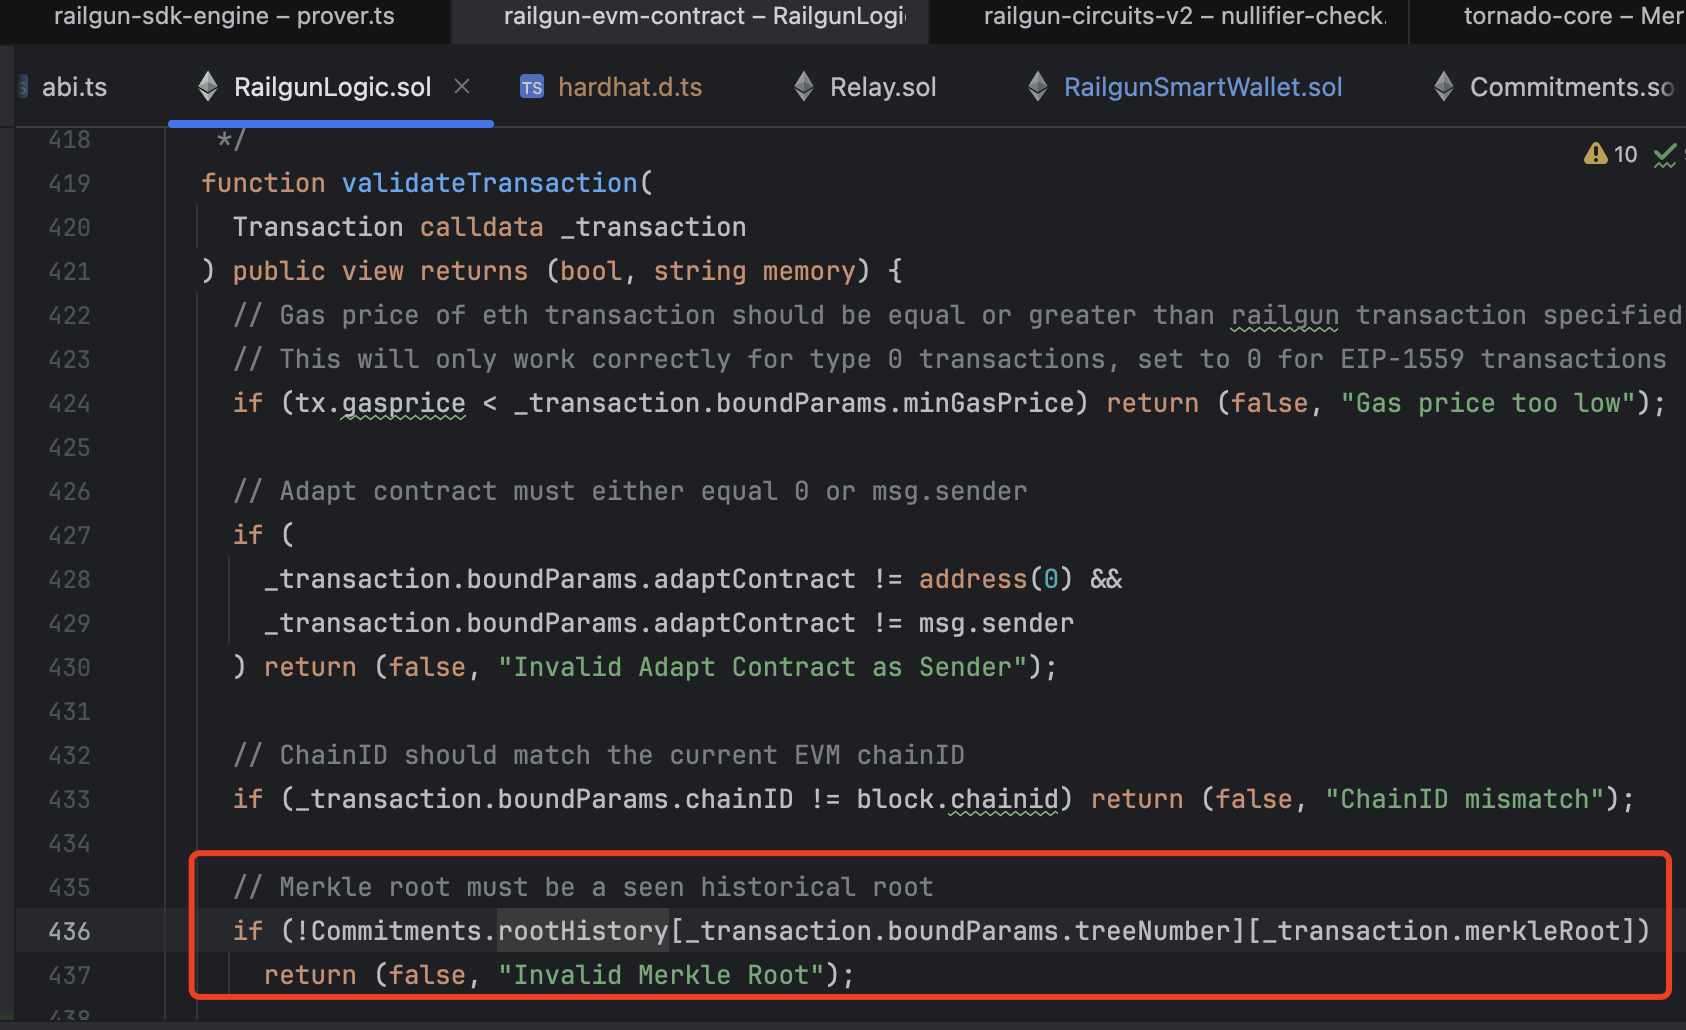 railgun-sdk-engine – prover.ts railgun-evm-contract – RailgunLogi railgun-circuits-v2 – nullifier-check. tornado-core – Mer
abi.ts RailgunLogic.sol × TS hardhat.d.ts Relay.sol RailgunSmartWallet.sol Commitments.so
418 */
10
419 function validateTransaction(
420 Transaction calldata _transaction
421 ) public view returns (bool, string memory) {
422 // Gas price of eth transaction should be equal or greater than railgun transaction specified
423 // This will only work correctly for type 0 transactions, set to 0 for EIP-1559 transactions
424 if (tx.gasprice < _transaction.boundParams.minGasPrice) return (false, "Gas price too low");
425
426 // Adapt contract must either equal 0 or msg.sender
427 if (
428 _transaction.boundParams.adaptContract != address(0) &&
429 _transaction.boundParams.adaptContract != msg.sender
430 ) return (false, "Invalid Adapt Contract as Sender");
431
432 // ChainID should match the current EVM chainID
433 if (_transaction.boundParams.chainID != block.chainid) return (false, "ChainID mismatch");
434
435 // Merkle root must be a seen historical root
436 if (!Commitments.rootHistory[_transaction.boundParams.treeNumber][_transaction.merkleRoot])
437 return (false, "Invalid Merkle Root");
438